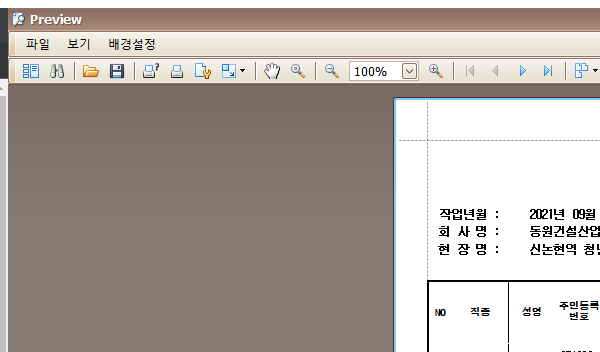 Preview
파일 보기 배경설정
100%
작업년월 : 2021년 09월
회 사 명 : 동원건설산업
현 장 명 : 신논현역 청년
NO 직종 성명 주민등록
번호